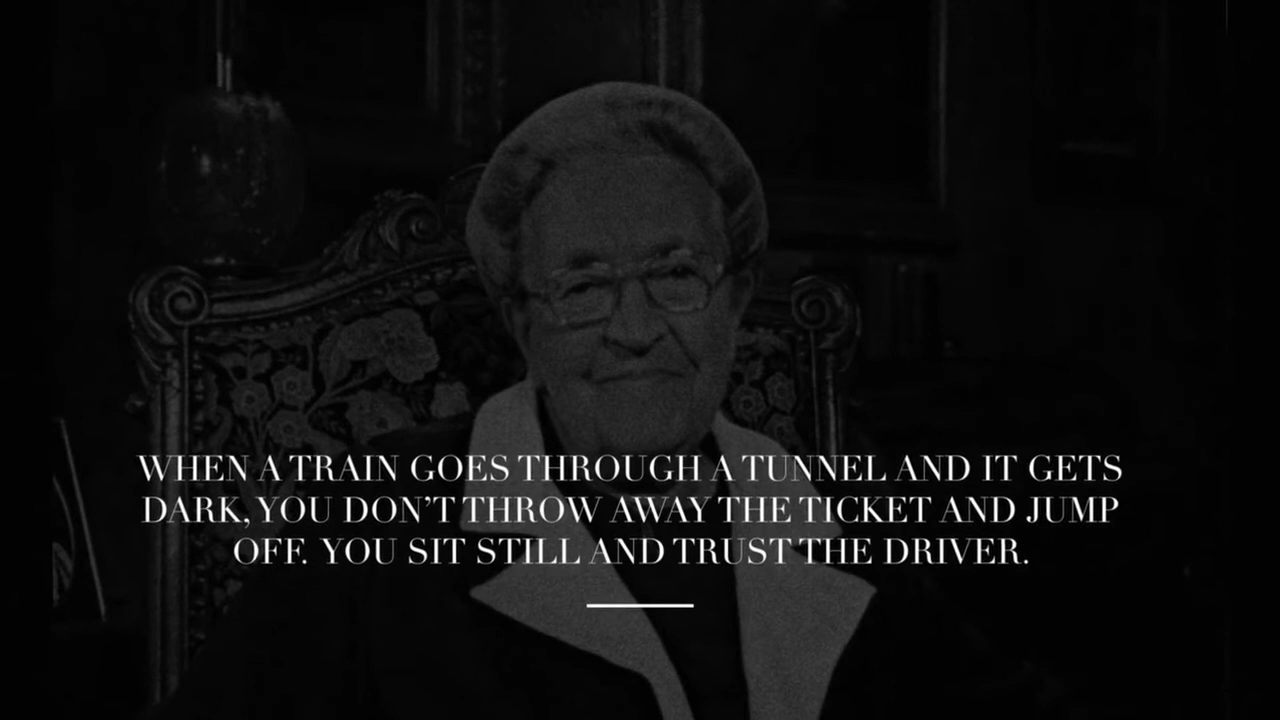 WHEN A TRAIN GOES THROUGH A TUNNEL AND IT GETS
DARK, YOU DON’T THROW AWAY THE TICKET AND JUMP
OFF. YOU SIT STILL AND TRUST THE DRIVER.